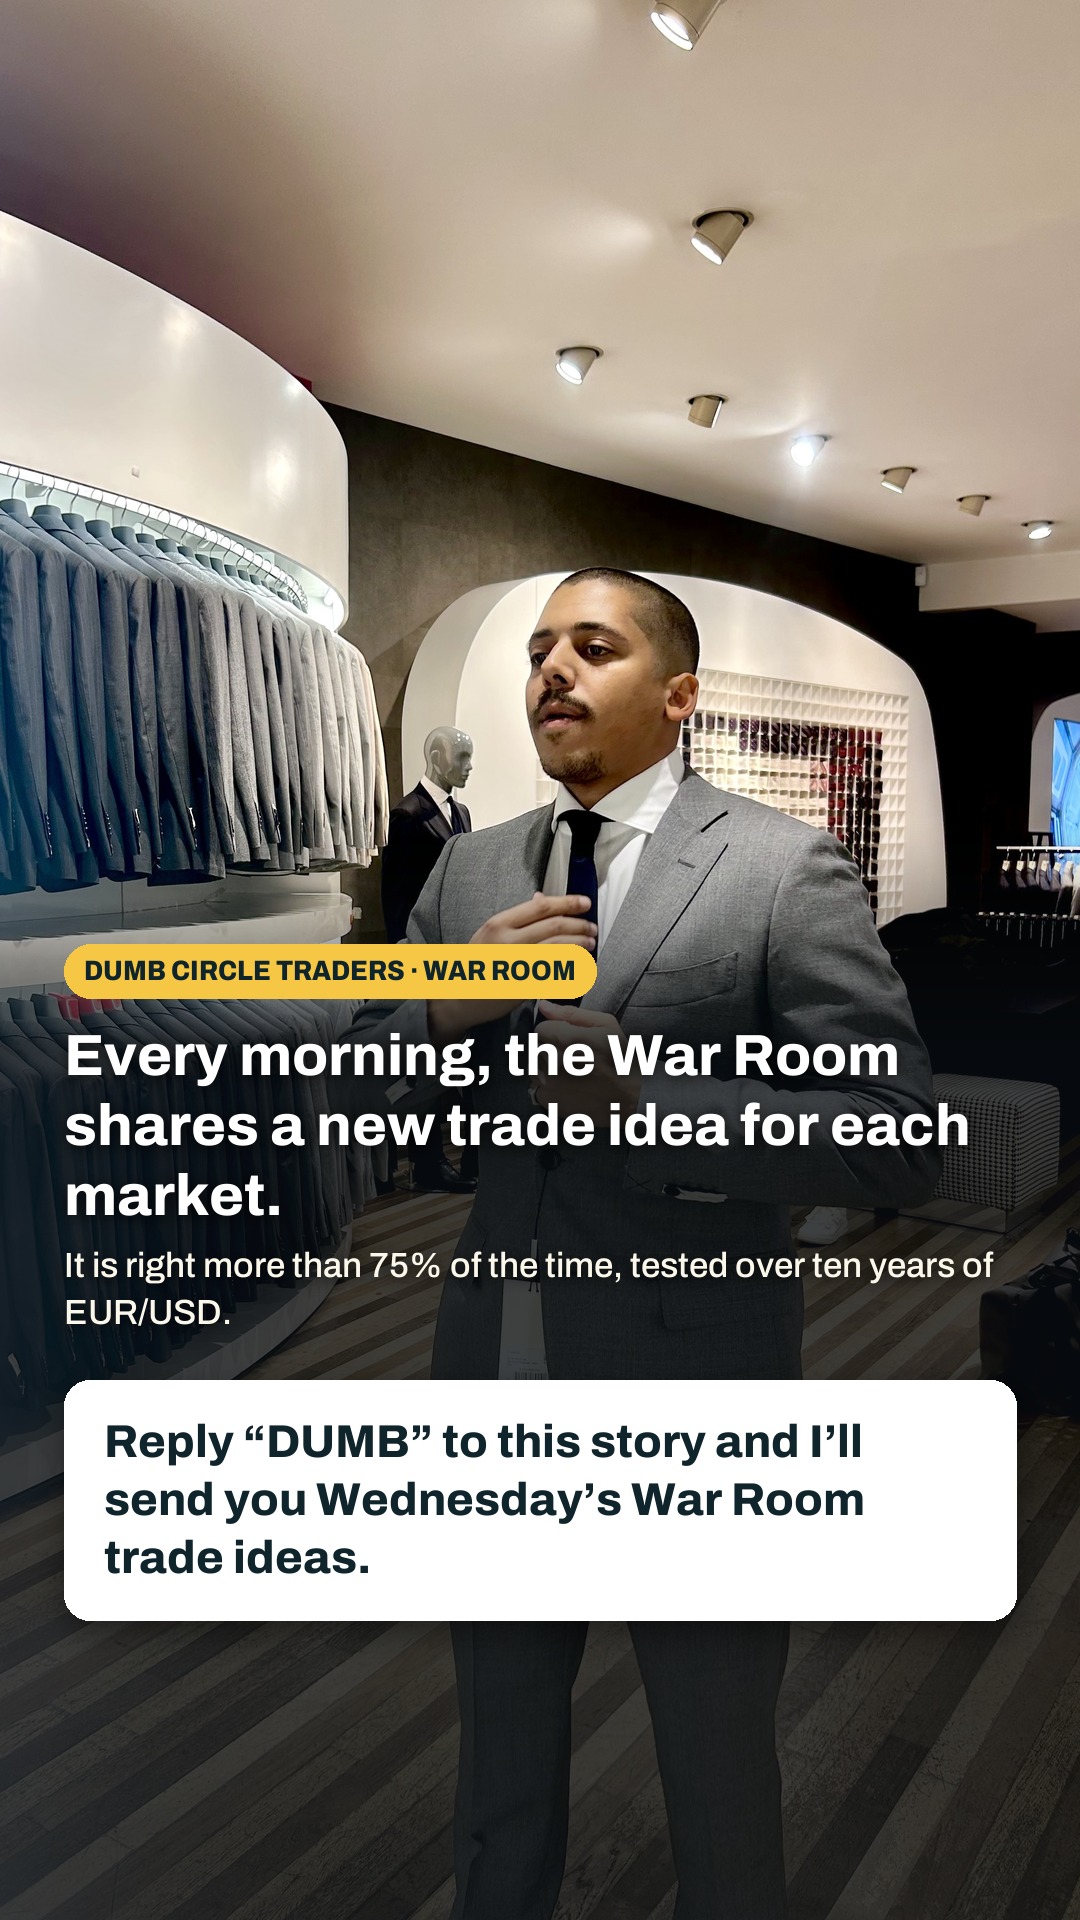 DUMB CIRCLE TRADERS · WAR ROOM
Every morning, the War Room
shares a new trade idea for each
market.
It is right more than 75% of the time, tested over ten years of
EUR/USD.
Reply “DUMB” to this story and I’ll
send you Wednesday’s War Room
trade ideas.